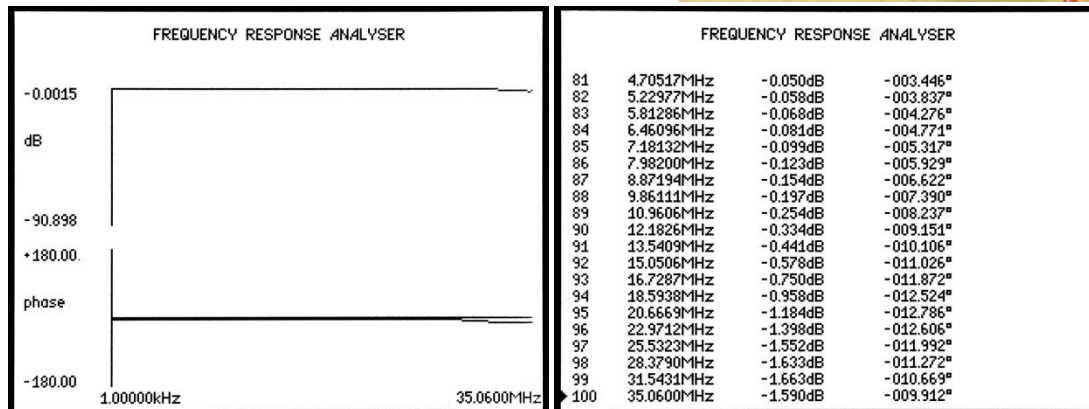 FREQUENCY RESPONSE ANALYSER
-0.0015
dB
-90.898
+180.00.
phase
-180.00
1.00000kHz 35.0600MHz
FREQUENCY RESPONSE ANALYSER
81 4.70517MHz -0.050dB -003.446°
82 5.22977MHz -0.058dB -003.837°
83 5.81286MHz -0.068dB -004.276°
84 6.46096MHz -0.081dB -004.771°
85 7.18132MHz -0.099dB -005.317°
86 7.98200MHz -0.123dB -005.929°
87 8.87194MHz -0.154dB -006.622°
88 9.86111MHz -0.197dB -007.390°
89 10.9606MHz -0.254dB -008.237°
90 12.1826MHz -0.334dB -009.151°
91 13.5409MHz -0.441dB -010.106°
92 15.0506MHz -0.578dB -011.026°
93 16.7287MHz -0.750dB -011.872°
94 18.5938MHz -0.958dB -012.524°
95 20.6669MHz -1.184dB -012.786°
96 22.9712MHz -1.398dB -012.606°
97 25.5323MHz -1.552dB -011.992°
98 28.3790MHz -1.633dB -011.272°
99 31.5431MHz -1.663dB -010.669°
100 35.0600MHz -1.590dB -009.912°